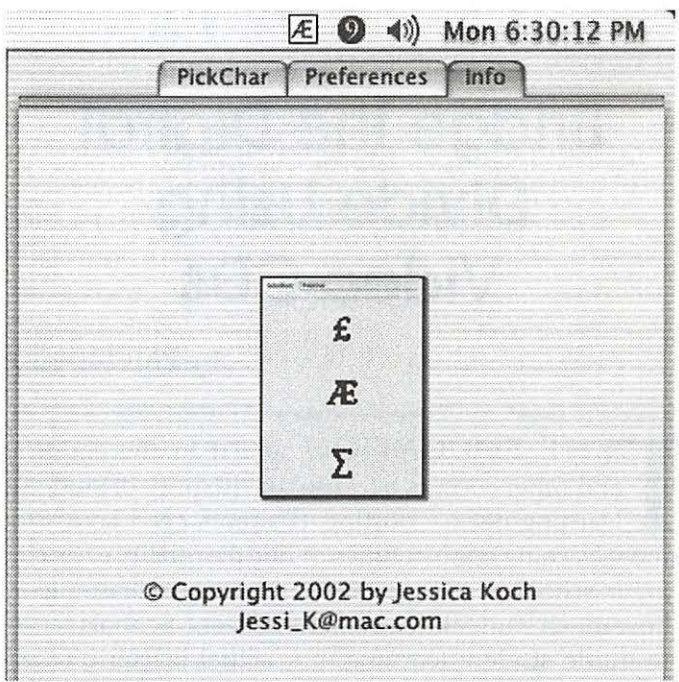 Æ Mon 6:30:12 PM
PickChar Preferences Info
£
Æ
Σ
© Copyright 2002 by Jessica Koch
Jessi_K@mac.com